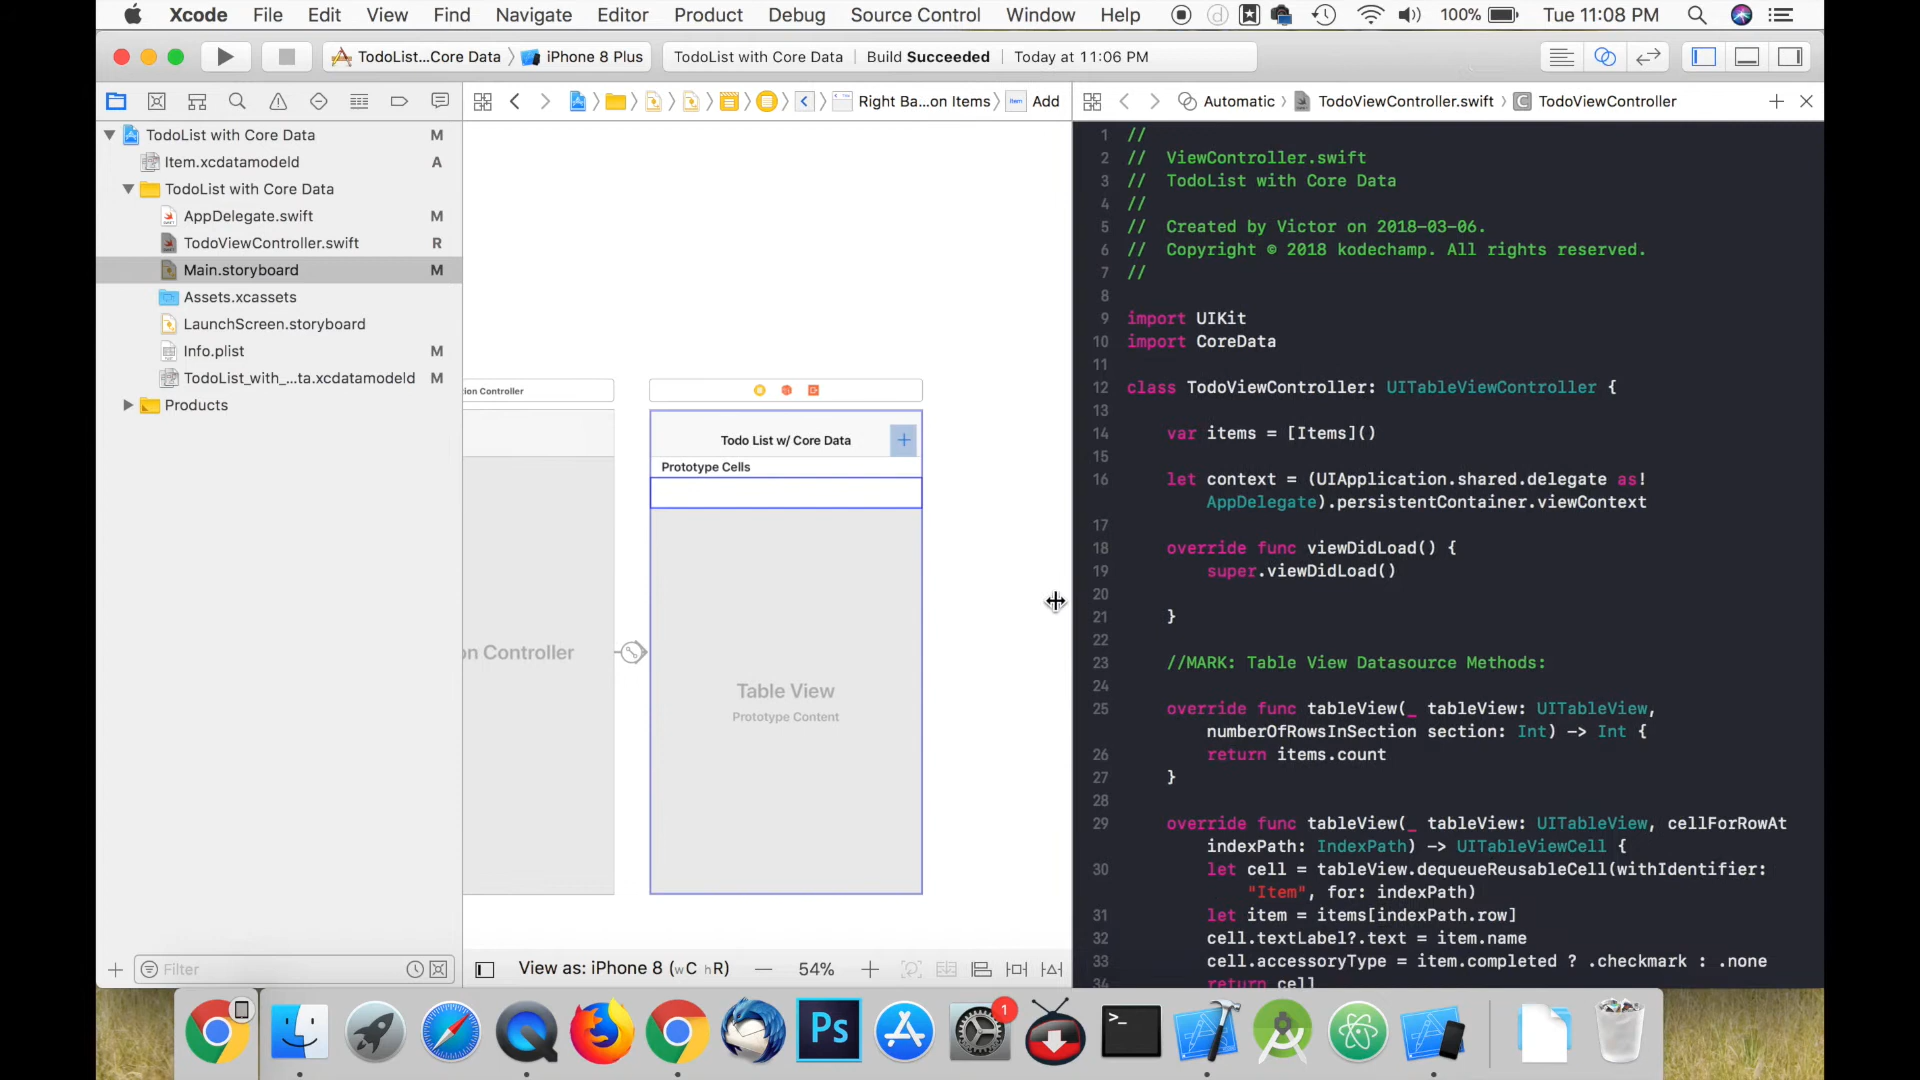 Xcode File Edit View Find Navigate Editor Product Debug Source Control Window Help 100% Tue 11:08 PM
TodoList...Core Data iPhone 8 Plus TodoList with Core Data Build Succeeded Today at 11:06 PM
Right Ba...on Items Add
Automatic TodoViewController.swift C TodoViewController
TodoList with Core Data M
Item.xcdatamodeld A
TodoList with Core Data
AppDelegate.swift M
TodoViewController.swift R
Main.storyboard M
Assets.xcassets
LaunchScreen.storyboard
Info.plist M
TodoList_with_...ta.xcdatamodeld M
Products
Filter
tion Controller
on Controller
Todo List w/ Core Data
Prototype Cells
Table View
Prototype Content
View as: iPhone 8 (wC hR) 54%
1 //
2 // ViewController.swift
3 // TodoList with Core Data
4 //
5 // Created by Victor on 2018-03-06.
6 // Copyright © 2018 kodechamp. All rights reserved.
7 //
8
9 import UIKit
10 import CoreData
11
12 class TodoViewController: UITableViewController {
13
14 var items = [Items]()
15
16 let context = (UIApplication.shared.delegate as!
AppDelegate).persistentContainer.viewContext
17
18 override func viewDidLoad() {
19 super.viewDidLoad()
20
21 }
22
23 //MARK: Table View Datasource Methods:
24
25 override func tableView(_ tableView: UITableView,
numberOfRowsInSection section: Int) -> Int {
26 return items.count
27 }
28
29 override func tableView(_ tableView: UITableView, cellForRowAt
indexPath: IndexPath) -> UITableViewCell {
30 let cell = tableView.dequeueReusableCell(withIdentifier:
"Item", for: indexPath)
31 let item = items[indexPath.row]
32 cell.textLabel?.text = item.name
33 cell.accessoryType = item.completed ? .checkmark : .none
34 return cell
Ps
1
>_